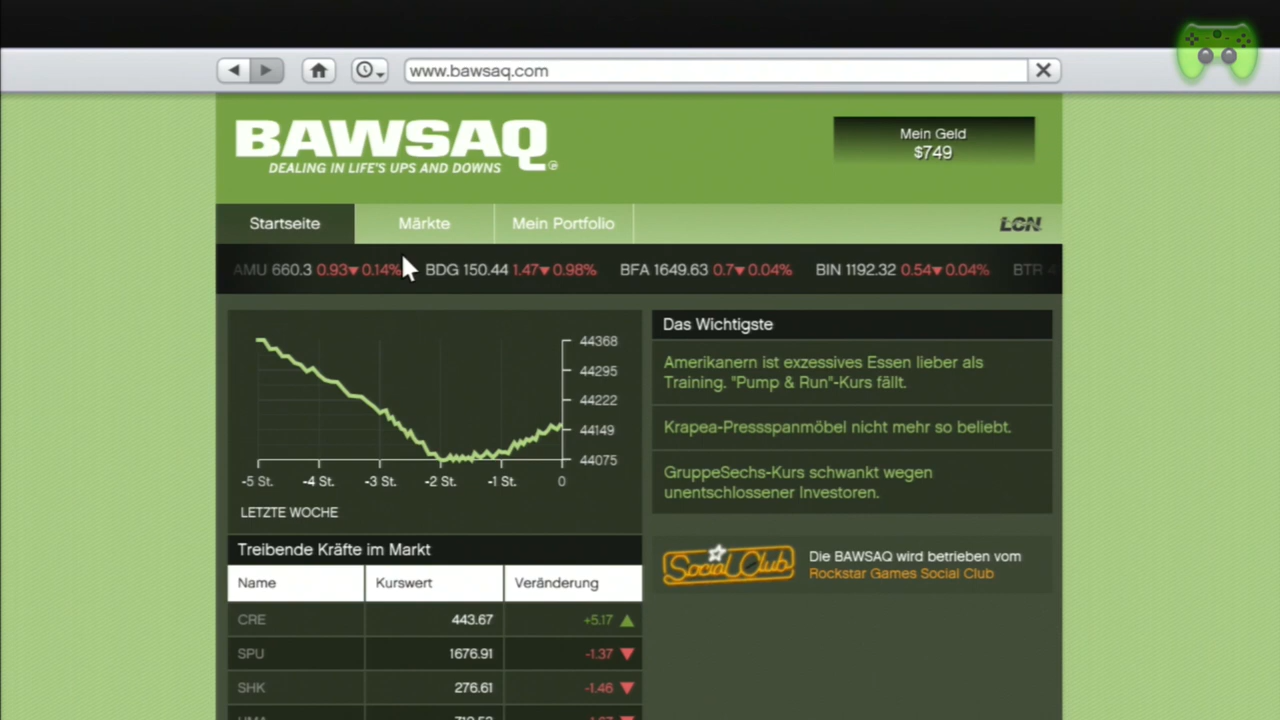 www.bawsaq.com
BAWSAQ
DEALING IN LIFE'S UPS AND DOWNS
Mein Geld
$749
Startseite Märkte Mein Portfolio LCN
AMU 660.3 0.93▼0.14% BDG 150.44 1.47▼0.98% BFA 1649.63 0.7▼0.04% BIN 1192.32 0.54▼0.04% BTR
44368
44295
44222
44149
44075
-5 St. -4 St. -3 St. -2 St. -1 St. 0
LETZTE WOCHE
Das Wichtigste
Amerikanern ist exzessives Essen lieber als
Training. "Pump & Run"-Kurs fällt.
Krapea-Pressspanmöbel nicht mehr so beliebt.
GruppeSechs-Kurs schwankt wegen
unentschlossener Investoren.
Social Club
Die BAWSAQ wird betrieben vom
Rockstar Games Social Club
Treibende Kräfte im Markt
Name Kurswert Veränderung
CRE 443.67 +5.17 ▲
SPU 1676.91 -1.37 ▼
SHK 276.61 -1.46 ▼